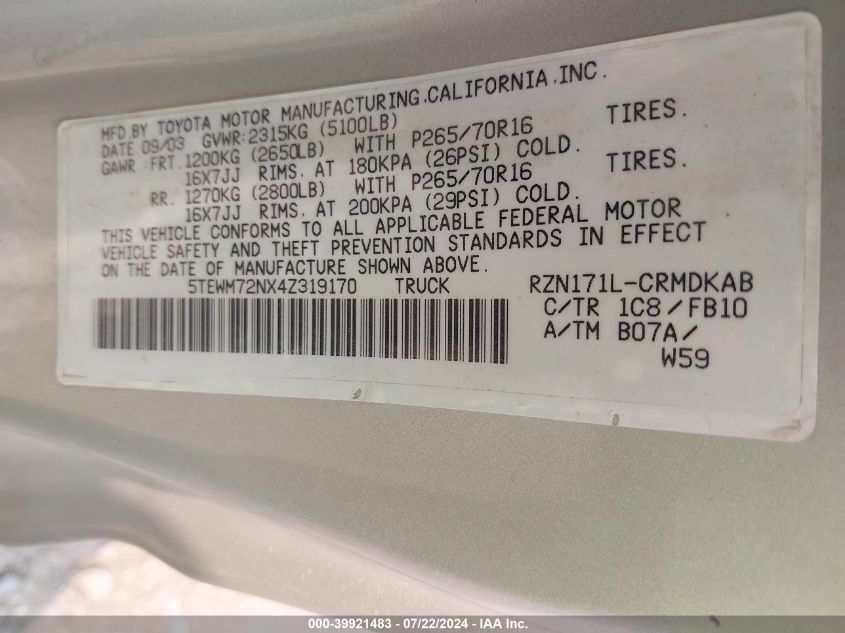 MFD.BY TOYOTA MOTOR MANUFACTURING.CALIFORNIA.INC.
DATE 09/03 GVWR:2315KG (5100LB)
GAWR :FRT.1200KG (2650LB) WITH P265/70R16 TIRES.
16X7JJ RIMS. AT 180KPA (26PSI) COLD.
RR. 1270KG (2800LB) WITH P265/70R16 TIRES.
16X7JJ RIMS. AT 200KPA (29PSI) COLD.
THIS VEHICLE CONFORMS TO ALL APPLICABLE FEDERAL MOTOR
VEHICLE SAFETY AND THEFT PREVENTION STANDARDS IN EFFECT
ON THE DATE OF MANUFACTURE SHOWN ABOVE.
5TEWM72NX4Z319170 TRUCK RZN171L-CRMDKAB
C/TR 1C8/FB10
A/TM B07A/
W59
000-39921483 - 07/22/2024 - IAA Inc.